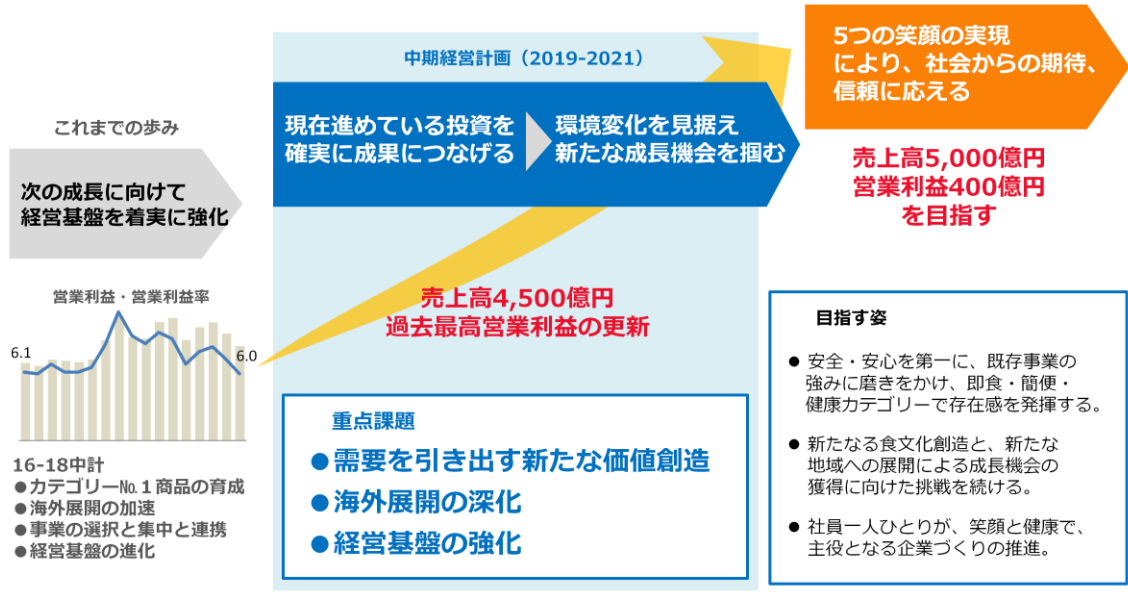 これまでの歩み
次の成長に向けて
経営基盤を着実に強化
営業利益・営業利益率
6.1
6.0
16-18中計
●カテゴリー№１商品の育成
●海外展開の加速
●事業の選択と集中と連携
●経営基盤の進化
中期経営計画（2019-2021）
現在進めている投資を
確実に成果につなげる
環境変化を見据え
新たな成長機会を掴む
売上高4,500億円
過去最高営業利益の更新
重点課題
●需要を引き出す新たな価値創造
●海外展開の深化
●経営基盤の強化
5つの笑顔の実現
により、社会からの期待、
信頼に応える
売上高5,000億円
営業利益400億円
を目指す
目指す姿
● 安全・安心を第一に、既存事業の
強みに磨きをかけ、即食・簡便・
健康カテゴリーで存在感を発揮する。
● 新たなる食文化創造と、新たな
地域への展開による成長機会の
獲得に向けた挑戦を続ける。
● 社員一人ひとりが、笑顔と健康で、
主役となる企業づくりの推進。